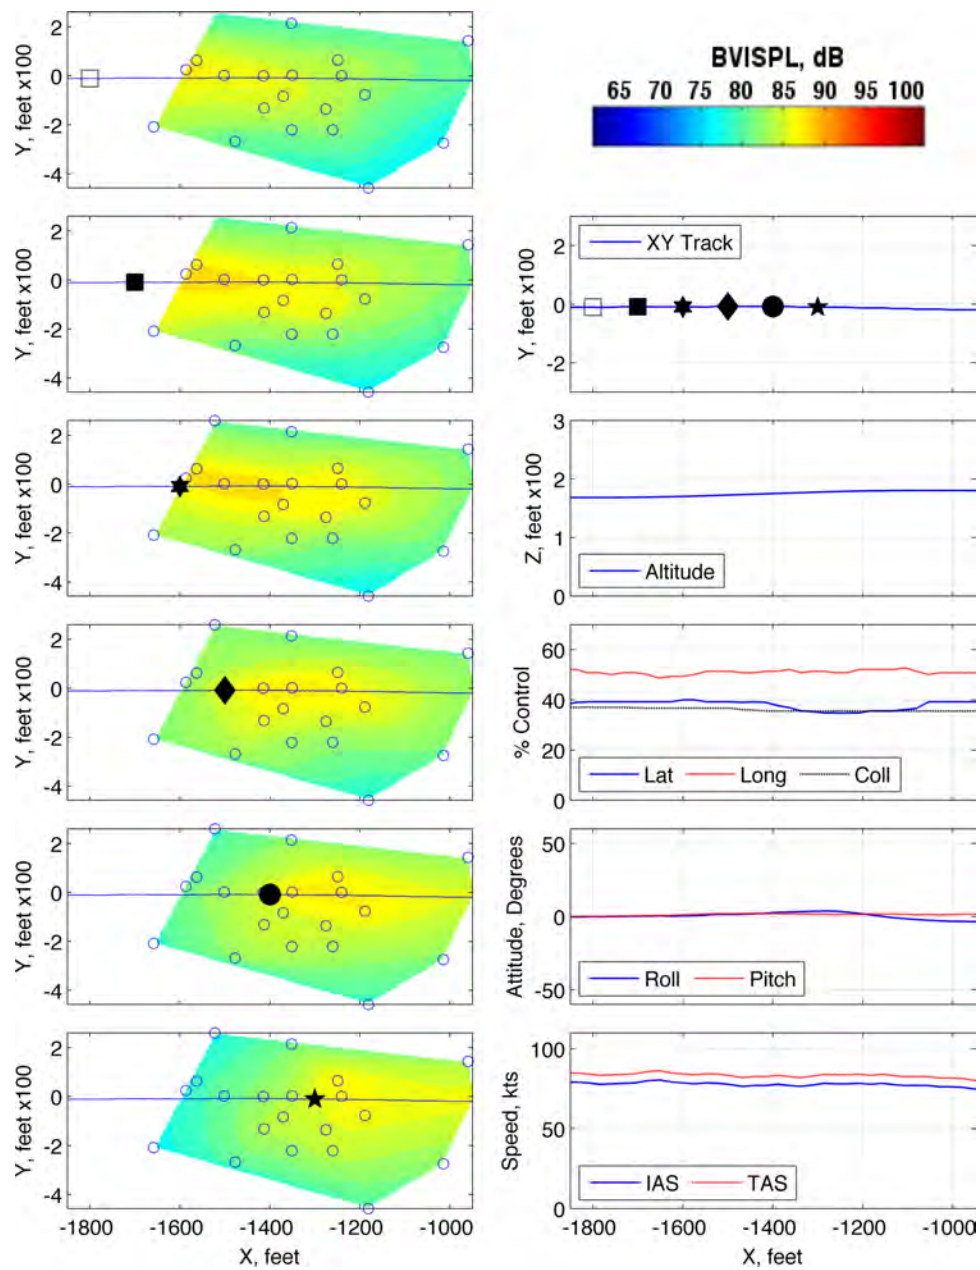 BVISPL, dB
65 70 75 80 85 90 95 100
Y, feet x100
2
0
-2
-4
Y, feet x100
2
0
-2
-4
XY Track
Y, feet x100
2
0
-2
Y, feet x100
2
0
-2
-4
Z, feet x100
3
2
1
0
Altitude
Y, feet x100
2
0
-2
-4
% Control
60
40
20
0
Lat Long Coll
Y, feet x100
2
0
-2
-4
Attitude, Degrees
50
0
-50
Roll Pitch
Y, feet x100
2
0
-2
-4
-1800 -1600 -1400 -1200 -1000
X, feet
Speed, kts
100
50
0
IAS TAS
-1800 -1600 -1400 -1200 -1000
X, feet